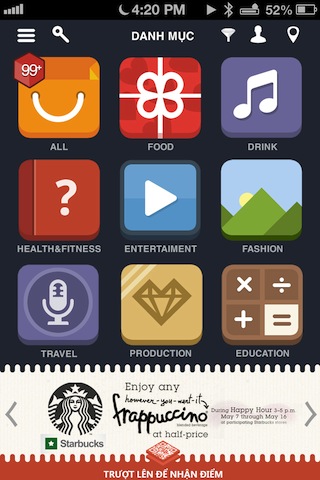 4:20 PM 52%
DANH MỤC
99+
ALL FOOD DRINK
?
HEALTH&FITNESS ENTERTAIMENT FASHION
TRAVEL PRODUCTION EDUCATION
Enjoy any
however-you-want-it
frappuccino
blended beverage
at half-price
During Happy Hour 3-5 p.m.
May 7 through May 16
at participating Starbucks stores
Starbucks
TRƯỢT LÊN ĐỂ NHẬN ĐIỂM